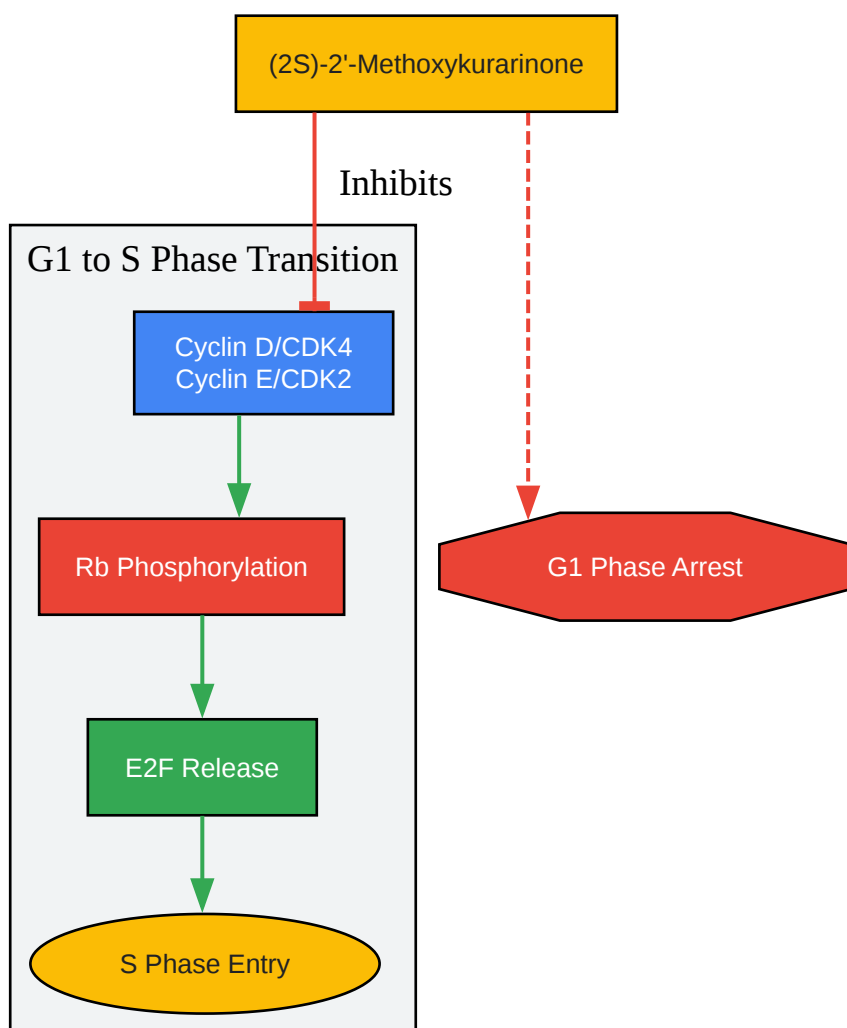 (2S)-2'-Methoxykurarinone
Inhibits
G1 to S Phase Transition
Cyclin D/CDK4
Cyclin E/CDK2
Rb Phosphorylation
G1 Phase Arrest
E2F Release
S Phase Entry